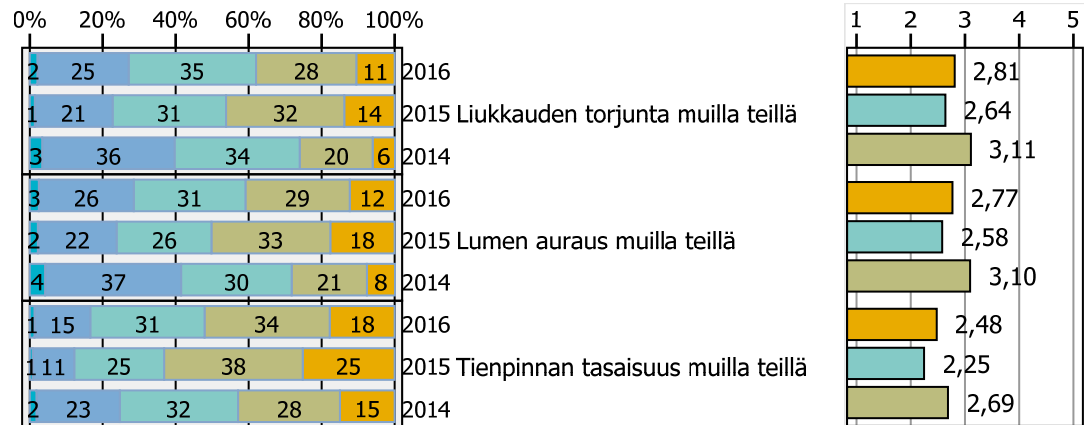 0% 20% 40% 60% 80% 100% 1 2 3 4 5
2 25 35 28 11 2016 2,81
1 21 31 32 14 2015 Liukkauden torjunta muilla teillä 2,64
3 36 34 20 6 2014 3,11
3 26 31 29 12 2016 2,77
2 22 26 33 18 2015 Lumen auraus muilla teillä 2,58
4 37 30 21 8 2014 3,10
1 15 31 34 18 2016 2,48
1 11 25 38 25 2015 Tienpinnan tasaisuus muilla teillä 2,25
2 23 32 28 15 2014 2,69